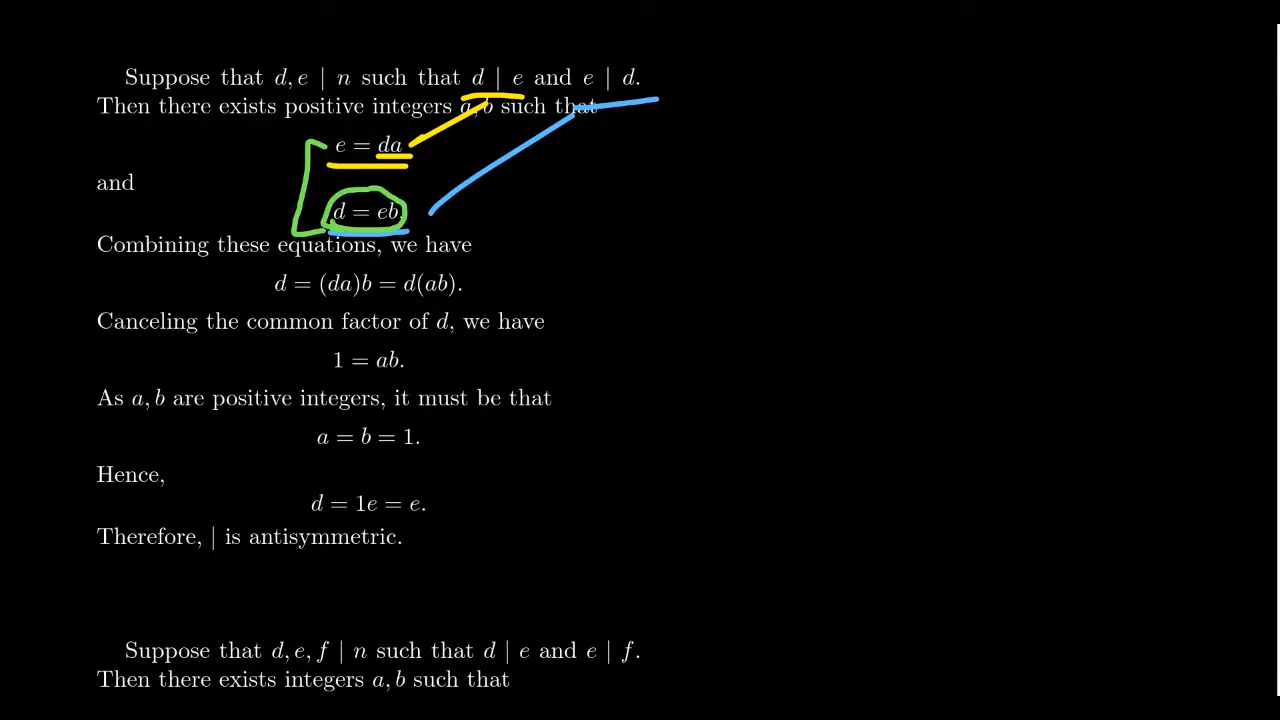 Suppose that d, e | n such that d | e and e | d.
Then there exists positive integers a, b such that
e = da
and
d = eb.
Combining these equations, we have
d = (da)b = d(ab).
Canceling the common factor of d, we have
1 = ab.
As a, b are positive integers, it must be that
a = b = 1.
Hence,
d = 1e = e.
Therefore, | is antisymmetric.
Suppose that d, e, f | n such that d | e and e | f.
Then there exists integers a, b such that